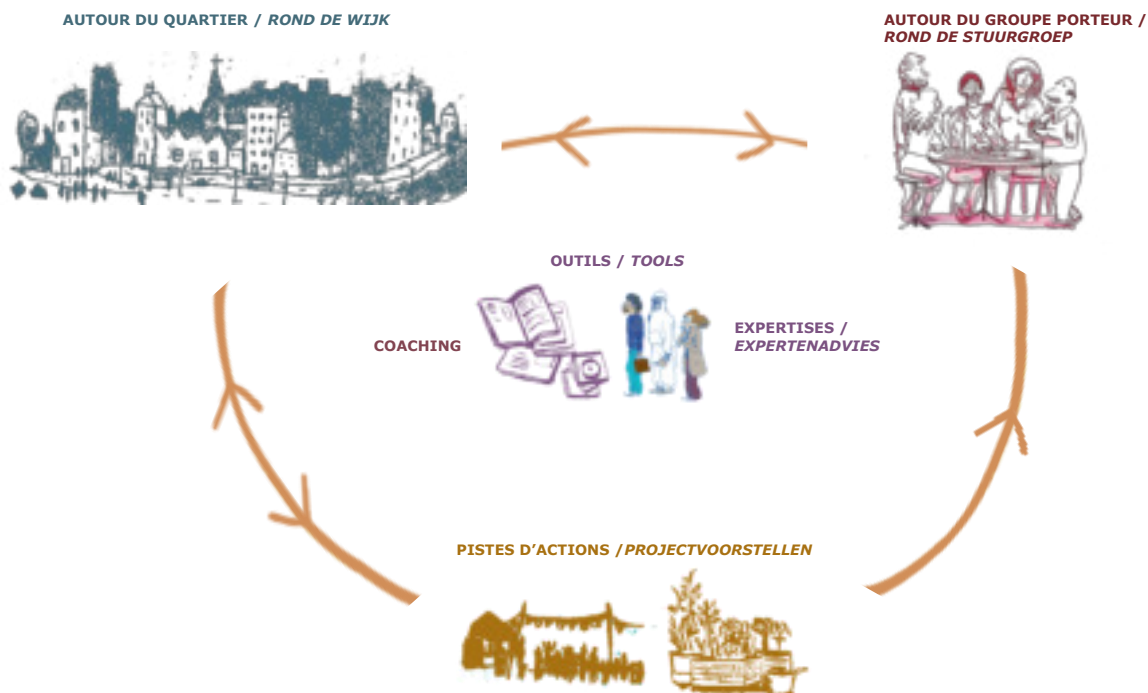 AUTOUR DU QUARTIER / ROND DE WIJK
AUTOUR DU GROUPE PORTEUR /
ROND DE STUURGROEP
OUTILS / TOOLS
COACHING
EXPERTISES /
EXPERTENADVIES
PISTES D’ACTIONS /PROJECTVOORSTELLEN